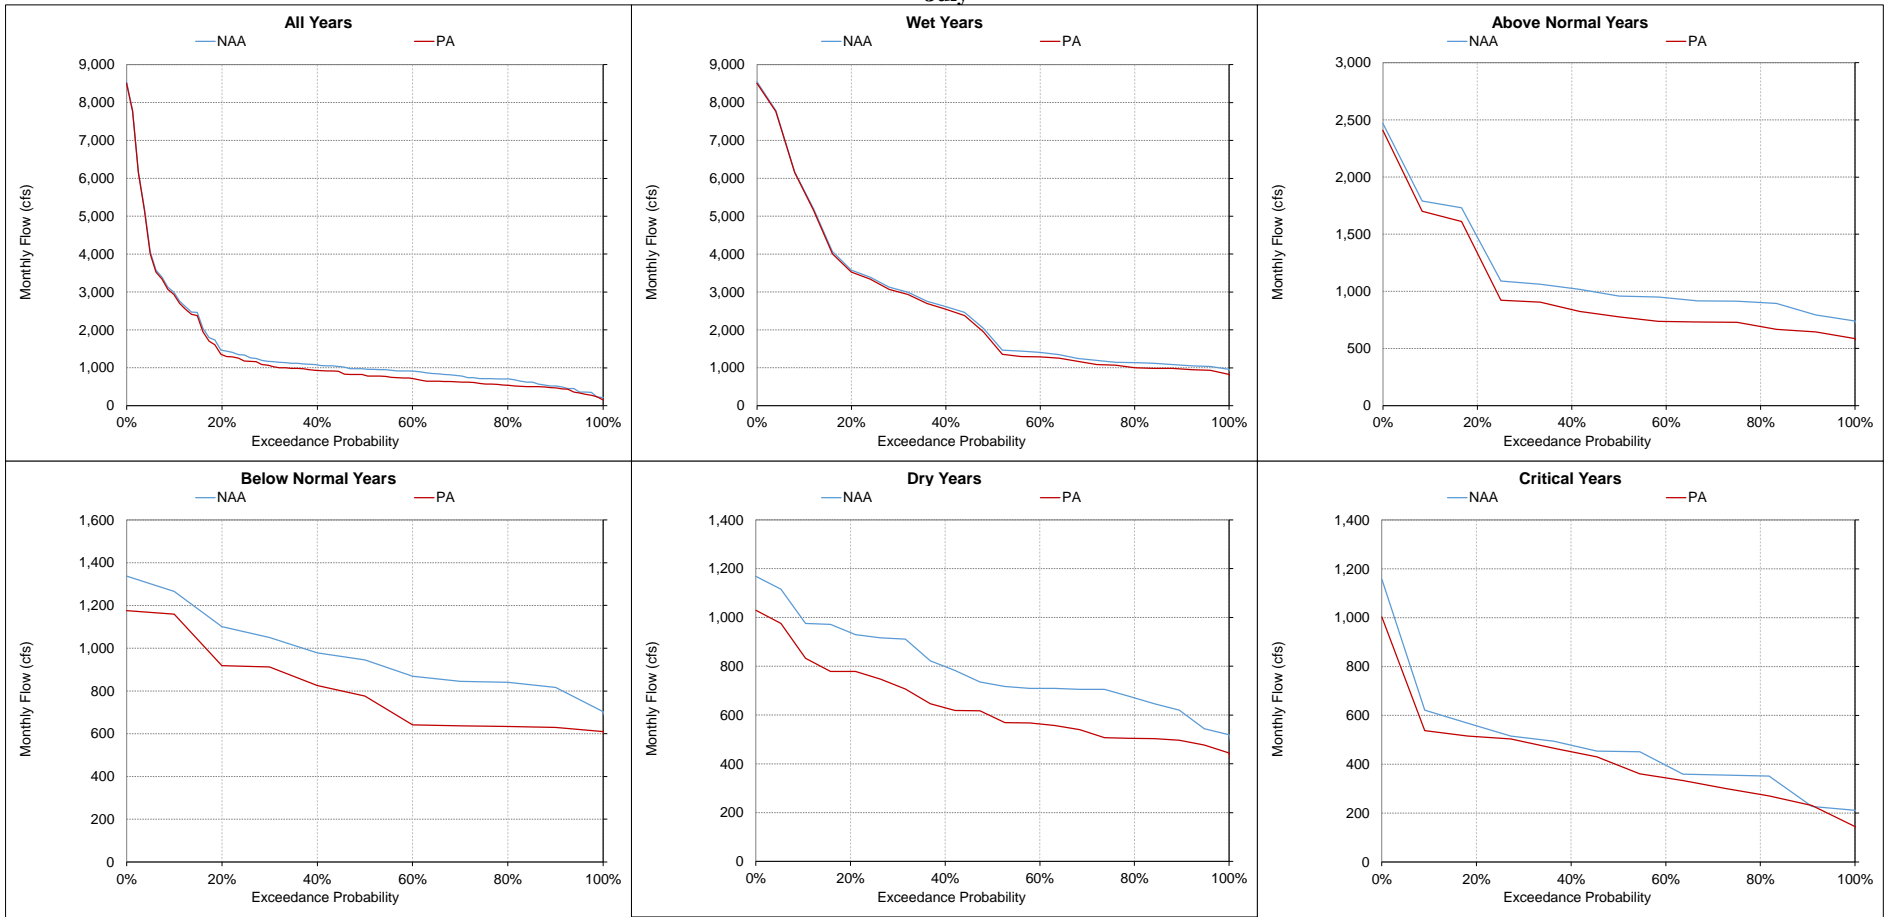 All Years
NAA PA
9,000
8,000
7,000
6,000
5,000
4,000
3,000
2,000
1,000
0
Monthly Flow (cfs)
0% 20% 40% 60% 80% 100%
Exceedance Probability
Wet Years
NAA PA
9,000
8,000
7,000
6,000
5,000
4,000
3,000
2,000
1,000
0
Monthly Flow (cfs)
0% 20% 40% 60% 80% 100%
Exceedance Probability
Above Normal Years
NAA PA
3,000
2,500
2,000
1,500
1,000
500
0
Monthly Flow (cfs)
0% 20% 40% 60% 80% 100%
Exceedance Probability
Below Normal Years
NAA PA
1,600
1,400
1,200
1,000
800
600
400
200
0
Monthly Flow (cfs)
0% 20% 40% 60% 80% 100%
Exceedance Probability
Dry Years
NAA PA
1,400
1,200
1,000
800
600
400
200
0
Monthly Flow (cfs)
0% 20% 40% 60% 80% 100%
Exceedance Probability
Critical Years
NAA PA
1,400
1,200
1,000
800
600
400
200
0
Monthly Flow (cfs)
0% 20% 40% 60% 80% 100%
Exceedance Probability